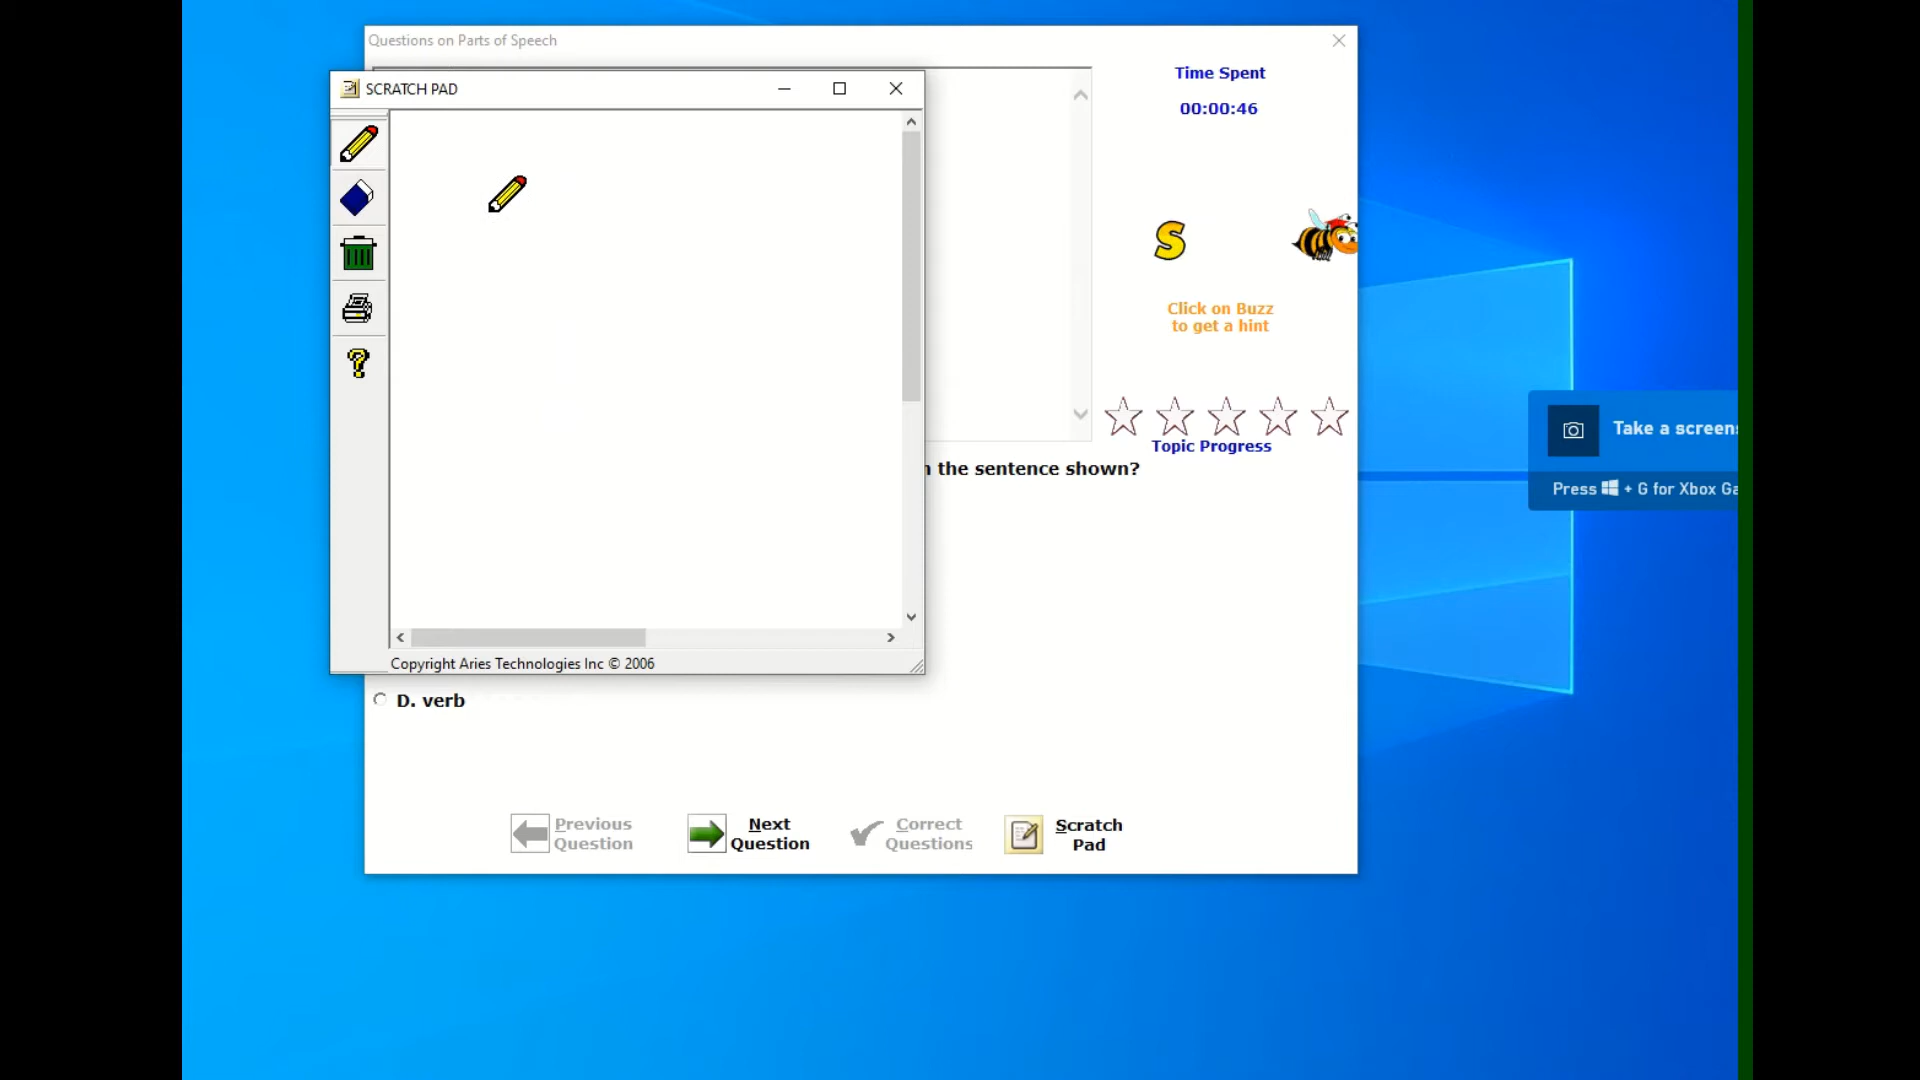 Questions on Parts of Speech
SCRATCH PAD
Time Spent
00:00:46
S
Click on Buzz
to get a hint
Topic Progress
the sentence shown?
Take a
Press + G for Xbox
Copyright Aries Technologies Inc © 2006
D. verb
Previous
Question
Next
Question
Correct
Questions
Scratch
Pad